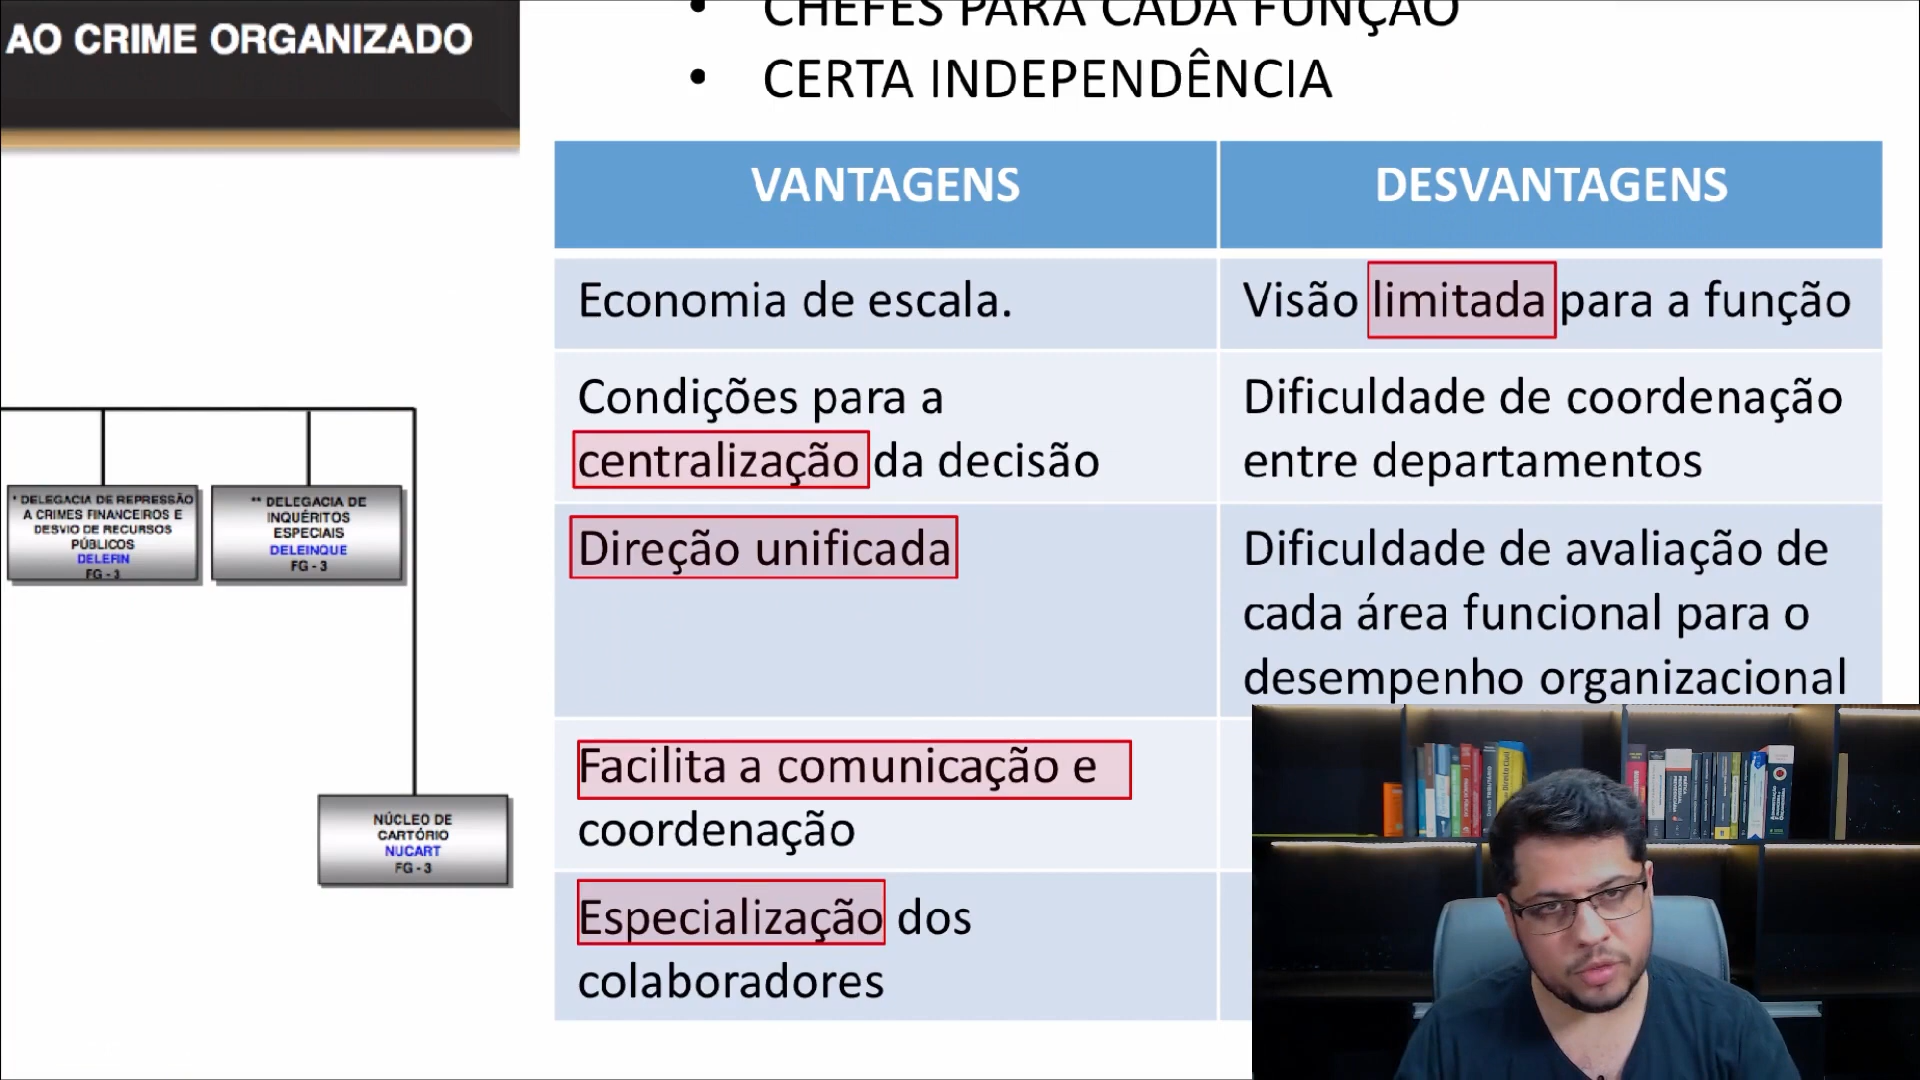 AO CRIME ORGANIZADO
• CHEFES PARA CADA FUNÇÃO
• CERTA INDEPENDÊNCIA
VANTAGENS
DESVANTAGENS
Economia de escala.
Visão limitada para a função
Condições para a
centralização da decisão
Dificuldade de coordenação
entre departamentos
Direção unificada
Dificuldade de avaliação de
cada área funcional para o
desempenho organizacional
Facilita a comunicação e
coordenação
Especialização dos
colaboradores
* DELEGACIA DE REPRESSÃO
A CRIMES FINANCEIROS E
DESVIO DE RECURSOS
PÚBLICOS
DELEFIN
FG - 3
** DELEGACIA DE
INQUÉRITOS
ESPECIAIS
DELEINQUE
FG - 3
NÚCLEO DE
CARTÓRIO
NUCART
FG - 3